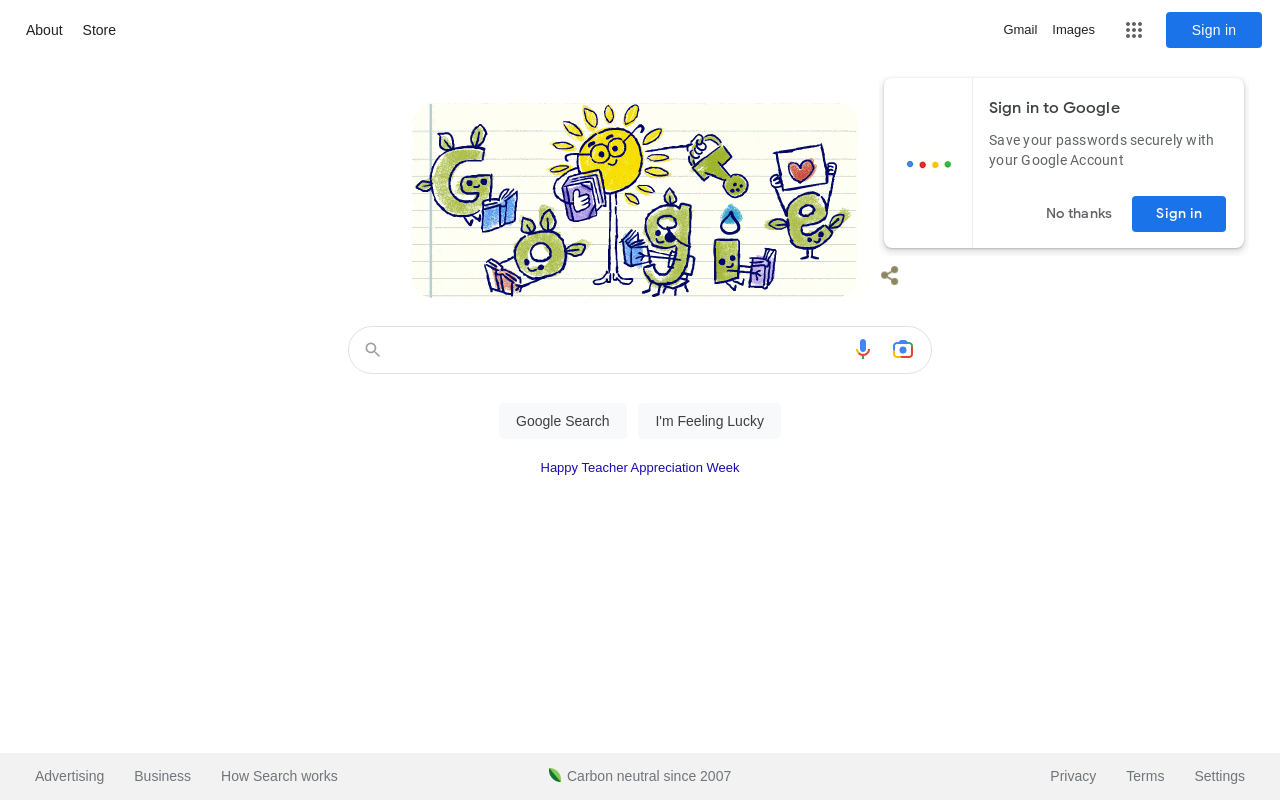 About Store
Gmail Images
Sign in
Google
Sign in to Google
Save your passwords securely with
your Google Account
No thanks
Sign in
Google Search
I'm Feeling Lucky
Happy Teacher Appreciation Week
Advertising Business How Search works
Carbon neutral since 2007
Privacy Terms Settings